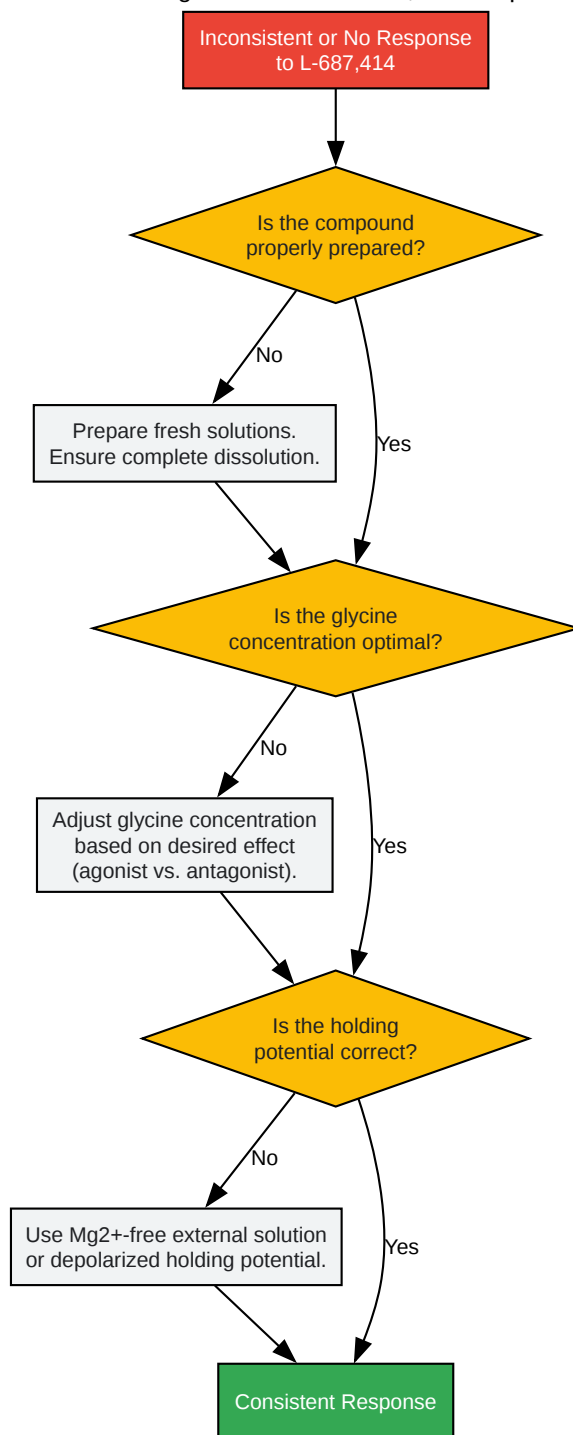 Inconsistent or No Response
to L-687,414
Is the compound
properly prepared?
No
Prepare fresh solutions.
Ensure complete dissolution.
Yes
Is the glycine
concentration optimal?
No
Adjust glycine concentration
based on desired effect
(agonist vs. antagonist).
Yes
Is the holding
potential correct?
No
Use Mg2+-free external solution
or depolarized holding potential.
Yes
Consistent Response